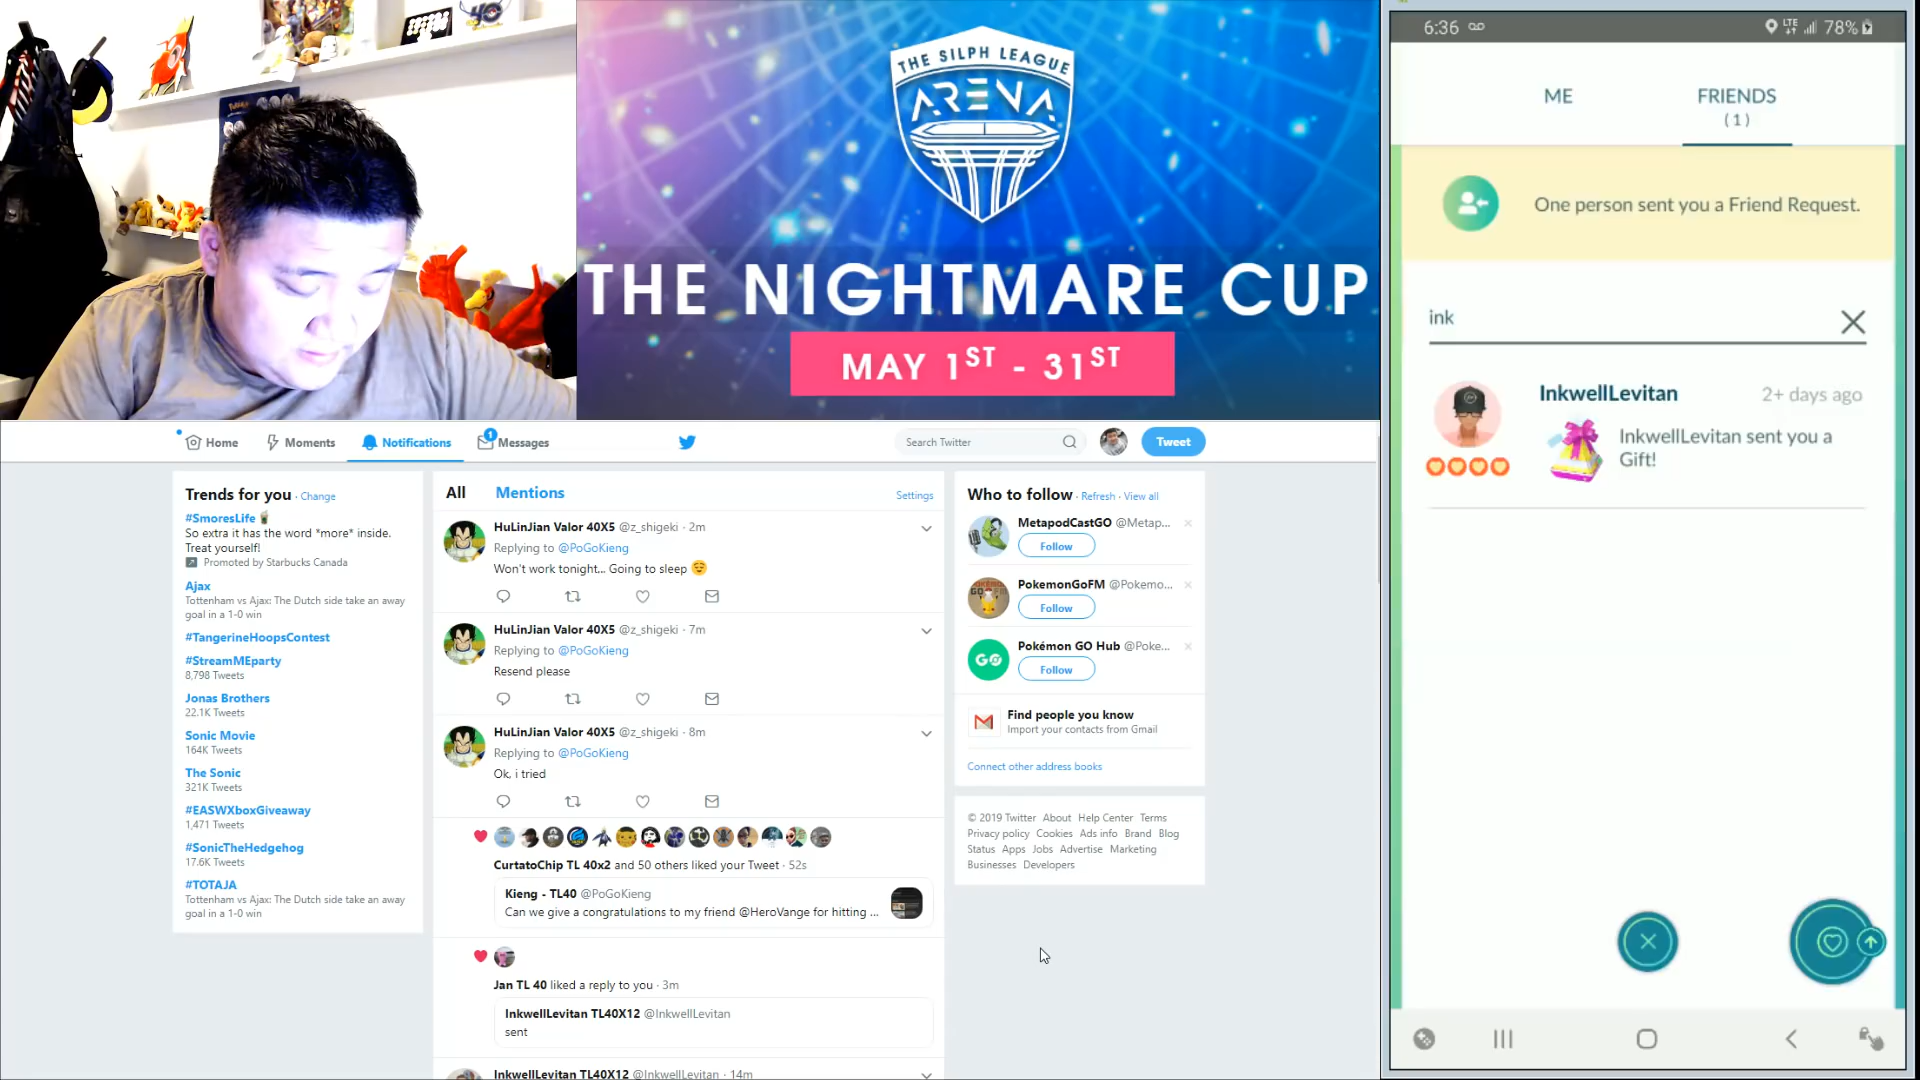 THE SILPH LEAGUE
ARENA
THE NIGHTMARE CUP
MAY 1ST - 31ST
6:36
LTE
78%
ME
FRIENDS
(1)
One person sent you a Friend Request.
ink
InkwellLevitan
2+ days ago
InkwellLevitan sent you a
Gift!
Home
Moments
Notifications
1
Messages
Search Twitter
Tweet
Trends for you · Change
#SmoresLife
So extra it has the word *more* inside.
Treat yourself!
Promoted by Starbucks Canada
Ajax
Tottenham vs Ajax: The Dutch side take an away
goal in a 1-0 win
#TangerineHoopsContest
#StreamMEparty
8,798 Tweets
Jonas Brothers
22.1K Tweets
Sonic Movie
164K Tweets
The Sonic
321K Tweets
#EASWXboxGiveaway
1,471 Tweets
#SonicTheHedgehog
17.6K Tweets
#TOTAJA
Tottenham vs Ajax: The Dutch side take an away
goal in a 1-0 win
All
Mentions
Settings
HuLinJian Valor 40X5 @z_shigeki · 2m
Replying to @PoGoKieng
Won't work tonight... Going to sleep 😌
HuLinJian Valor 40X5 @z_shigeki · 7m
Replying to @PoGoKieng
Resend please
HuLinJian Valor 40X5 @z_shigeki · 8m
Replying to @PoGoKieng
Ok, i tried
CurtatoChip TL 40x2 and 50 others liked your Tweet · 52s
Kieng - TL40 @PoGoKieng
Can we give a congratulations to my friend @HeroVange for hitting ...
Jan TL 40 liked a reply to you · 3m
InkwellLevitan TL40X12 @InkwellLevitan
sent
InkwellLevitan TL40X12 @InkwellLevitan · 14m
Who to follow · Refresh · View all
MetapodCastGO @Metap...
Follow
PokemonGoFM @Pokemo...
Follow
Pokémon GO Hub @Poke...
Follow
Find people you know
Import your contacts from Gmail
Connect other address books
© 2019 Twitter About Help Center Terms
Privacy policy Cookies Ads info Brand Blog
Status Apps Jobs Advertise Marketing
Businesses Developers